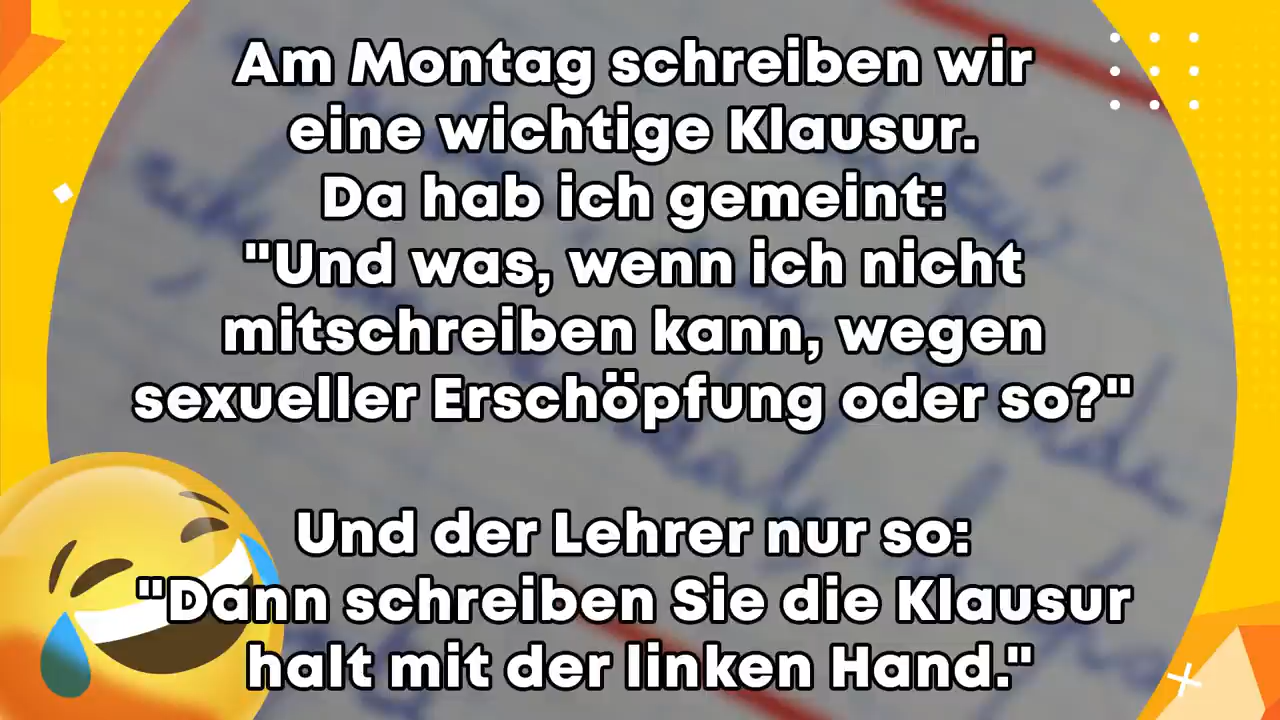 Am Montag schreiben wir
eine wichtige Klausur.
Da hab ich gemeint:
"Und was, wenn ich nicht
mitschreiben kann, wegen
sexueller Erschöpfung oder so?"
Und der Lehrer nur so:
"Dann schreiben Sie die Klausur
halt mit der linken Hand."